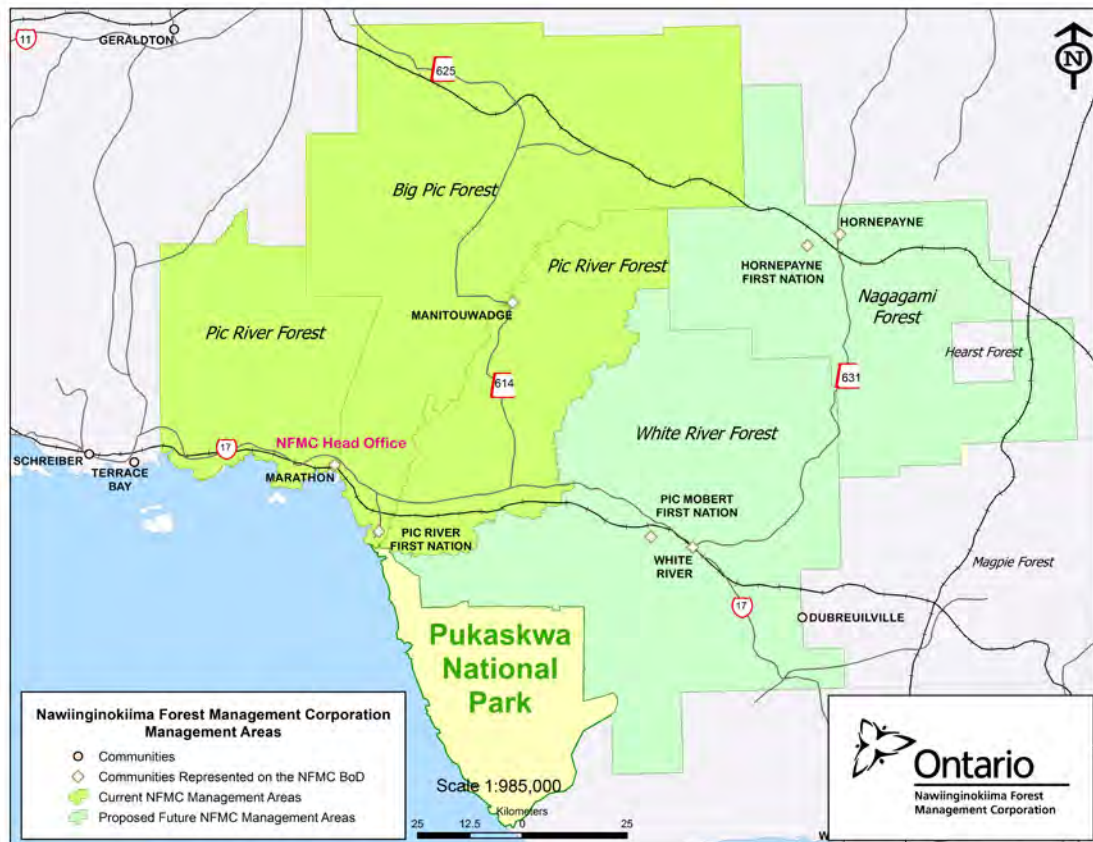 11
GERALDTON
N
625
Big Pic Forest
HORNEPAYNE
HORNEPAYNE
FIRST NATION
Pic River Forest
Nagagami
Forest
MANITOUWADGE
Pic River Forest
Hearst Forest
614
631
White River Forest
NFMC Head Office
17
SCHREIBER
TERRACE
BAY
MARATHON
PIC MOBERT
FIRST NATION
PIC RIVER
FIRST NATION
WHITE
RIVER
Magpie Forest
17
DUBREUILVILLE
Pukaskwa
National
Park
Nawiinginokiima Forest Management Corporation
Management Areas
Communities
Communities Represented on the NFMC BoD
Current NFMC Management Areas
Proposed Future NFMC Management Areas
Scale 1:985,000
Kilometers
25 12.5 0 25
W
Ontario
Nawiinginokiima Forest
Management Corporation